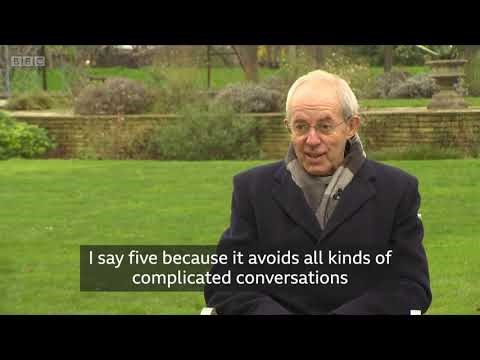 BBC
I say five because it avoids all kinds of
complicated conversations